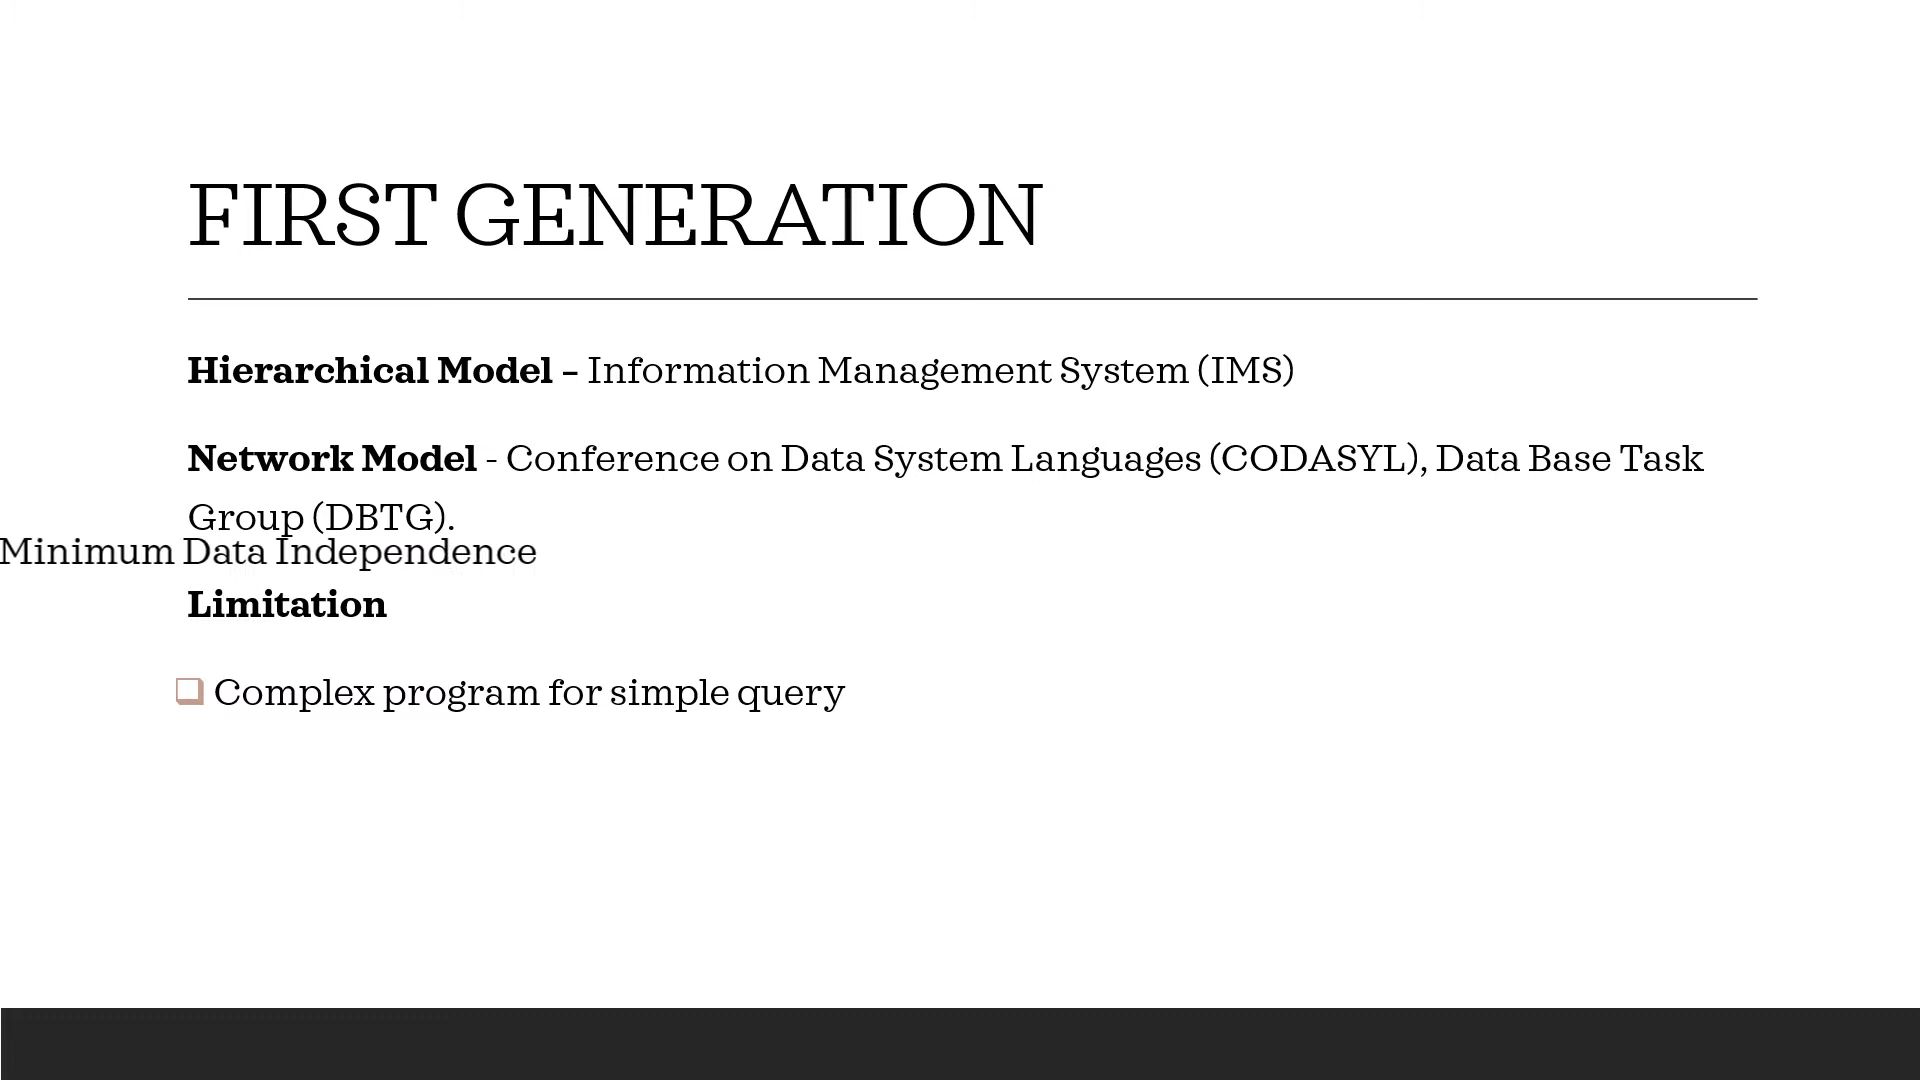 FIRST GENERATION
Hierarchical Model – Information Management System (IMS)
Network Model - Conference on Data System Languages (CODASYL), Data Base Task
Group (DBTG).
Minimum Data Independence
Limitation
❑ Complex program for simple query